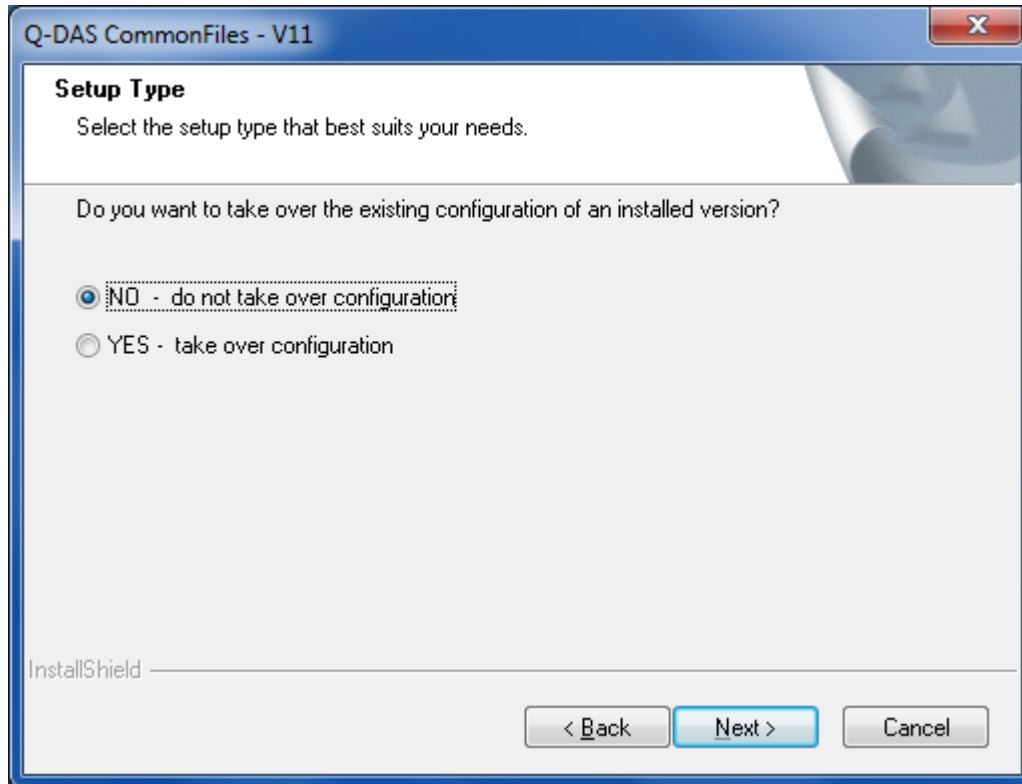 Q-DAS CommonFiles - V11
Setup Type
Select the setup type that best suits your needs.
Do you want to take over the existing configuration of an installed version?
NO - do not take over configuration
YES - take over configuration
InstallShield
< Back
Next >
Cancel